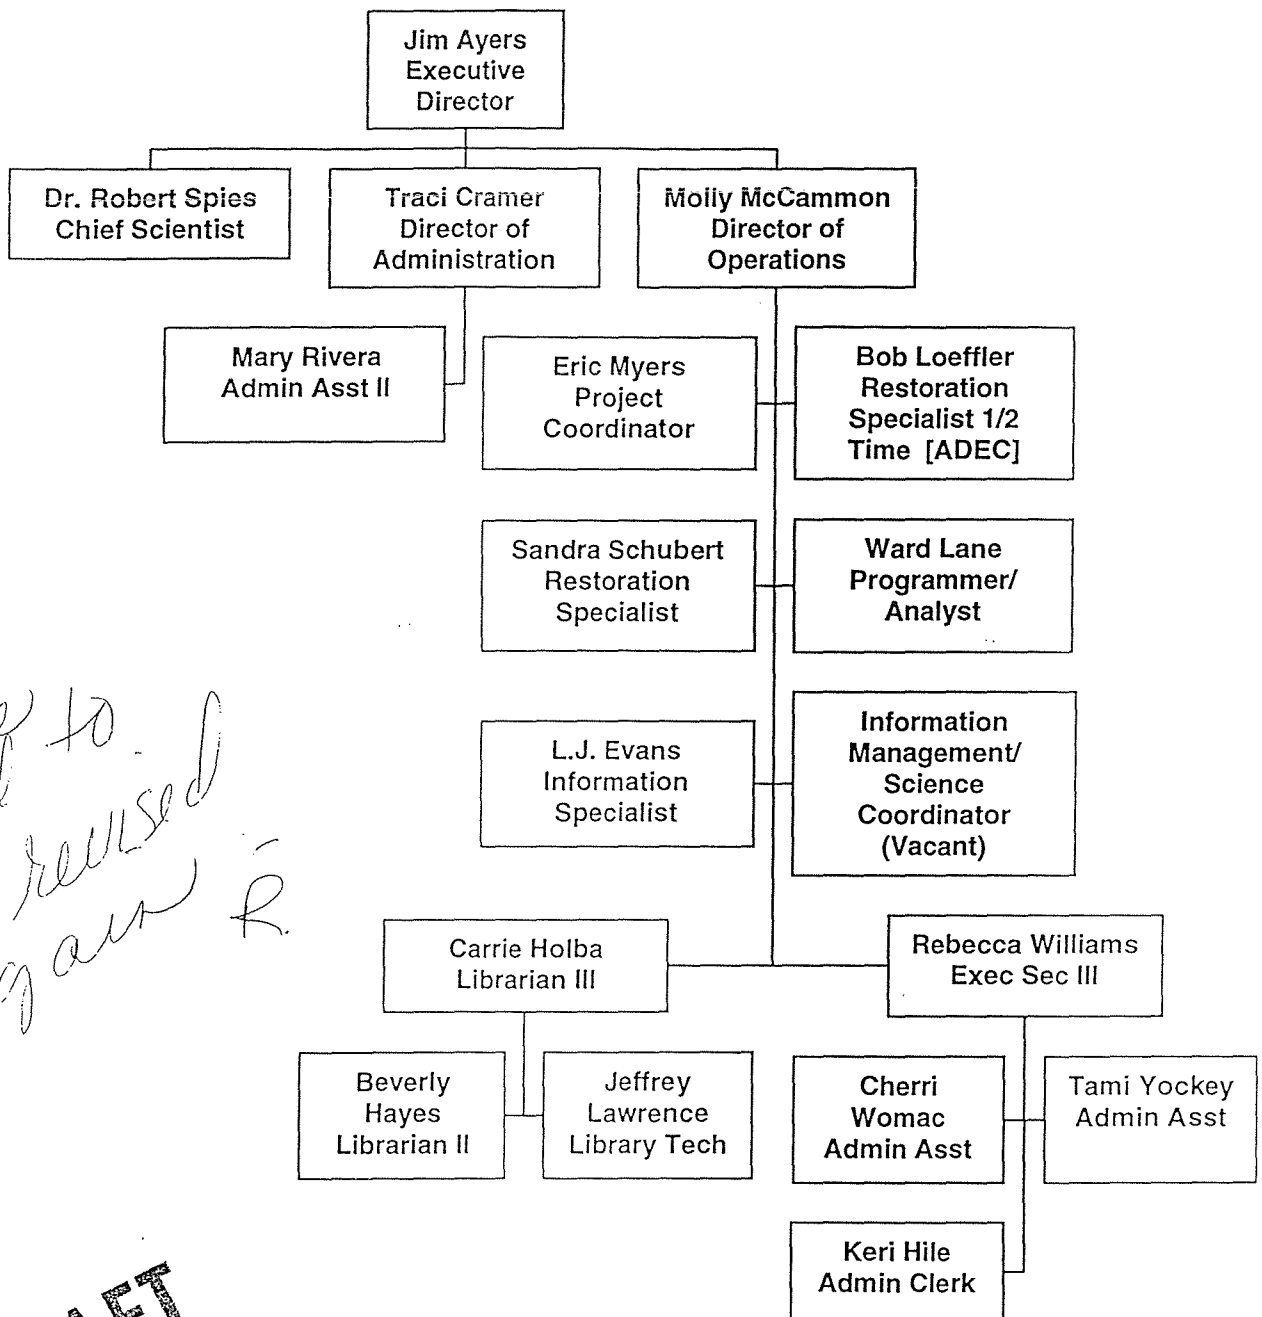 Jim Ayers
Executive
Director
Dr. Robert Spies
Chief Scientist
Traci Cramer
Director of
Administration
Molly McCammon
Director of
Operations
Mary Rivera
Admin Asst II
Eric Myers
Project
Coordinator
Bob Loeffler
Restoration
Specialist 1/2
Time [ADEC]
Sandra Schubert
Restoration
Specialist
Ward Lane
Programmer/
Analyst
L.J. Evans
Information
Specialist
Information
Management/
Science
Coordinator
(Vacant)
to
revised
R.
Carrie Holba
Librarian III
Rebecca Williams
Exec Sec III
Beverly
Hayes
Librarian II
Jeffrey
Lawrence
Library Tech
Cherri
Womac
Admin Asst
Tami Yockey
Admin Asst
Keri Hile
Admin Clerk